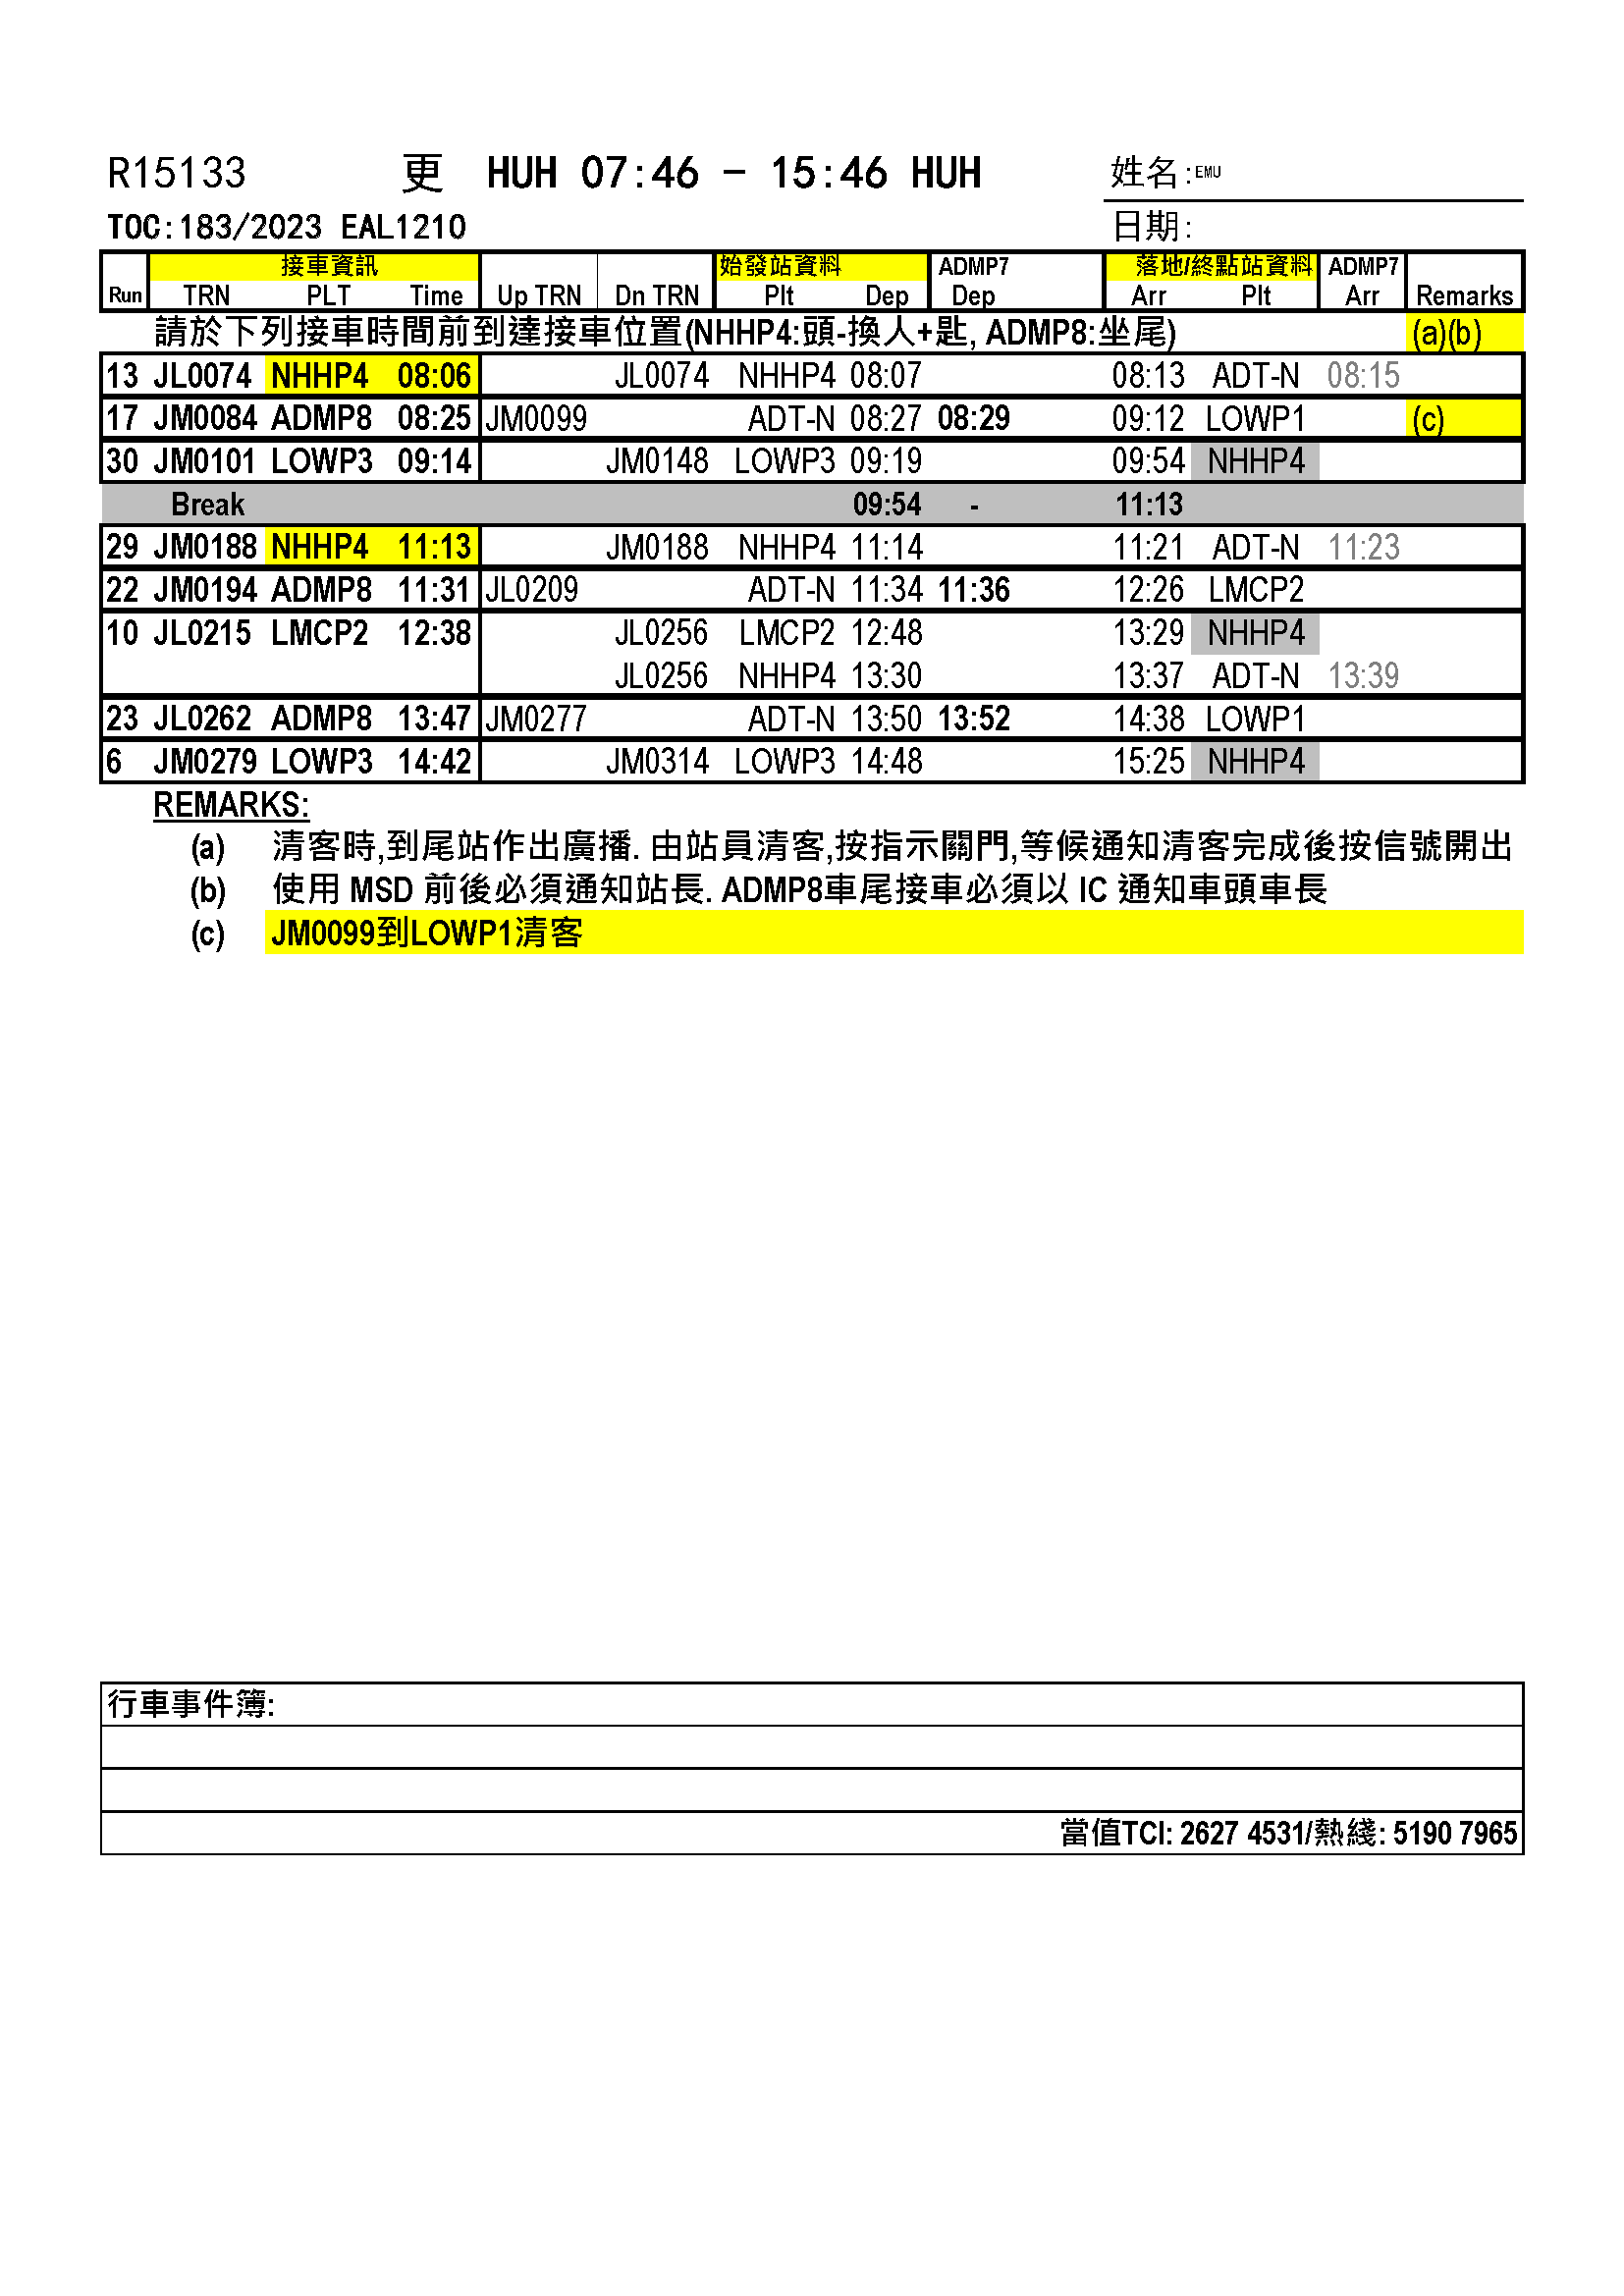 R15133 更 HUH 07:46 - 15:46 HUH 姓名:EMU
TOC:183/2023 EAL1210 日期:
接車資訊 始發站資料 ADMP7 落地/終點站資料 ADMP7
Run TRN PLT Time Up TRN Dn TRN Plt Dep Dep Arr Plt Arr Remarks
請於下列接車時間前到達接車位置(NHHP4:頭-換人+匙, ADMP8:坐尾) (a)(b)
13 JL0074 NHHP4 08:06 JL0074 NHHP4 08:07 08:13 ADT-N 08:15
17 JM0084 ADMP8 08:25 JM0099 ADT-N 08:27 08:29 09:12 LOWP1 (c)
30 JM0101 LOWP3 09:14 JM0148 LOWP3 09:19 09:54 NHHP4
Break 09:54 - 11:13
29 JM0188 NHHP4 11:13 JM0188 NHHP4 11:14 11:21 ADT-N 11:23
22 JM0194 ADMP8 11:31 JL0209 ADT-N 11:34 11:36 12:26 LMCP2
10 JL0215 LMCP2 12:38 JL0256 LMCP2 12:48 13:29 NHHP4
JL0256 NHHP4 13:30 13:37 ADT-N 13:39
23 JL0262 ADMP8 13:47 JM0277 ADT-N 13:50 13:52 14:38 LOWP1
6 JM0279 LOWP3 14:42 JM0314 LOWP3 14:48 15:25 NHHP4
REMARKS:
(a) 清客時,到尾站作出廣播. 由站員清客,按指示關門,等候通知清客完成後按信號開出
(b) 使用 MSD 前後必須通知站長. ADMP8車尾接車必須以 IC 通知車頭車長
(c) JM0099到LOWP1清客
行車事件簿:
當值TCI: 2627 4531/熱綫: 5190 7965